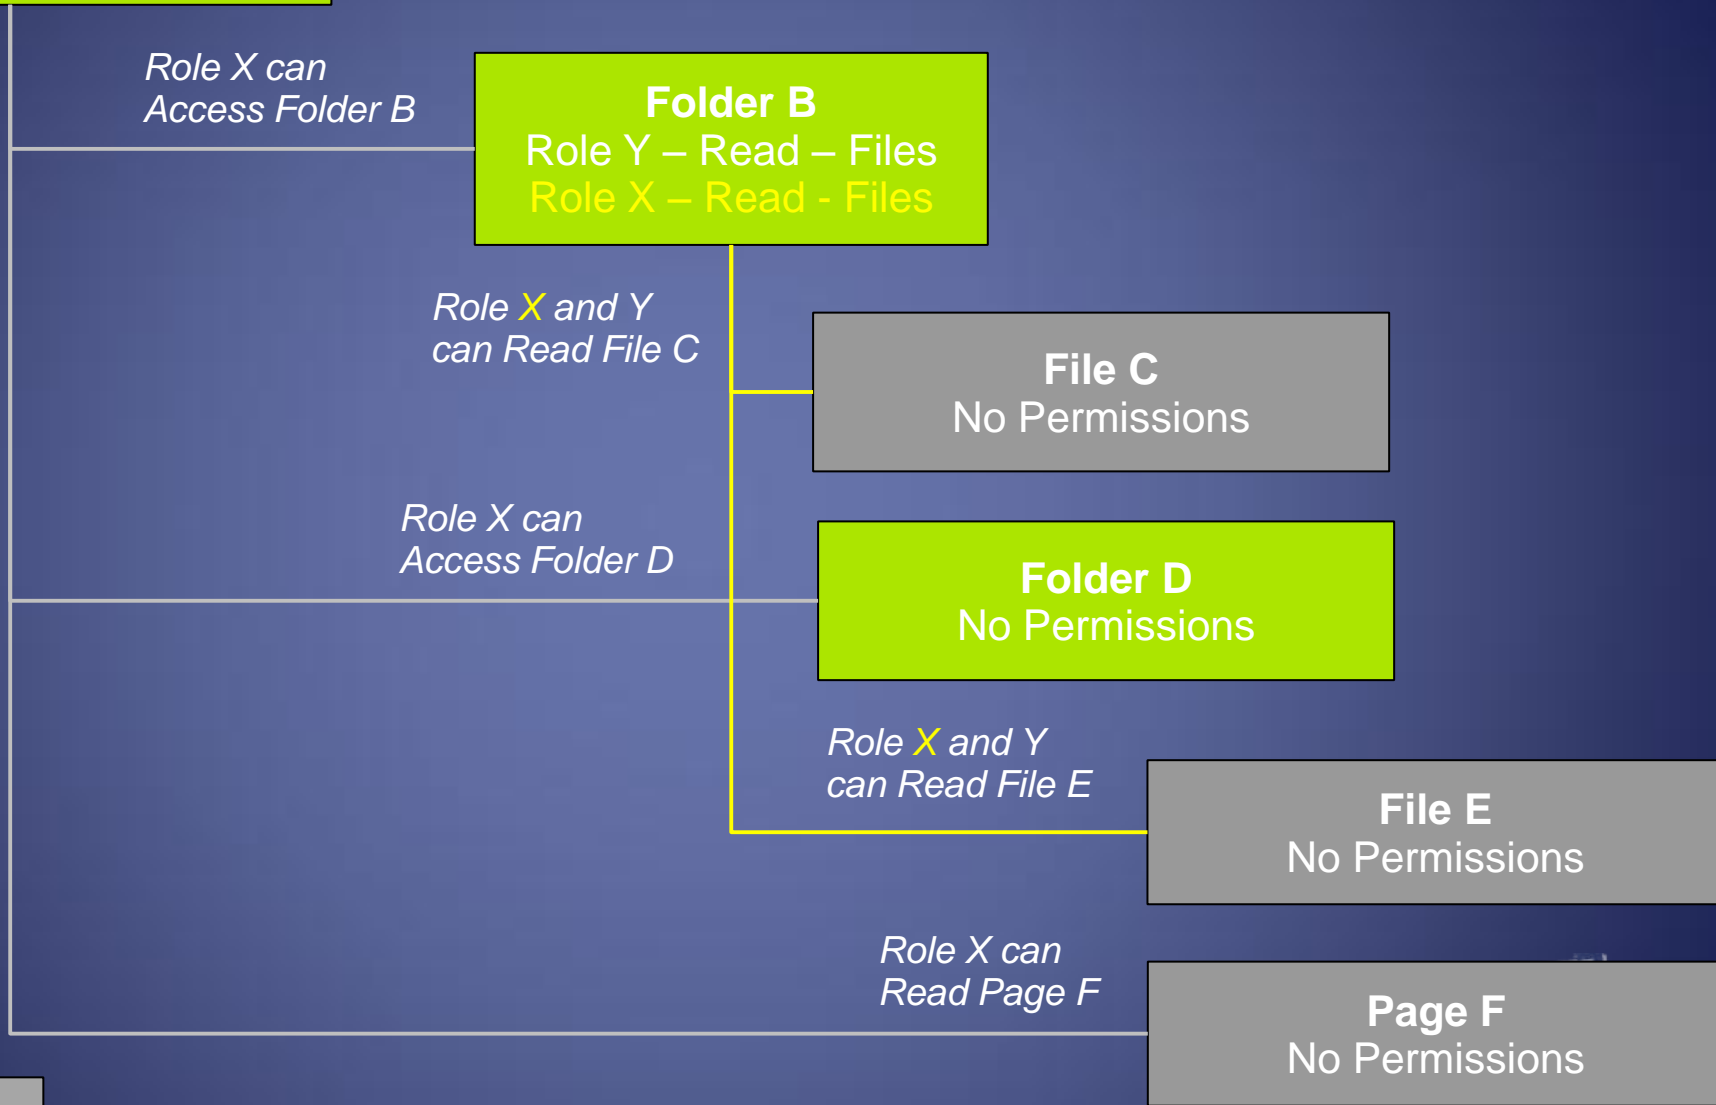 Role X can
Access Folder B
Folder B
Role Y – Read – Files
Role X – Read - Files
Role X and Y
can Read File C
File C
No Permissions
Role X can
Access Folder D
Folder D
No Permissions
Role X and Y
can Read File E
File E
No Permissions
Role X can
Read Page F
Page F
No Permissions